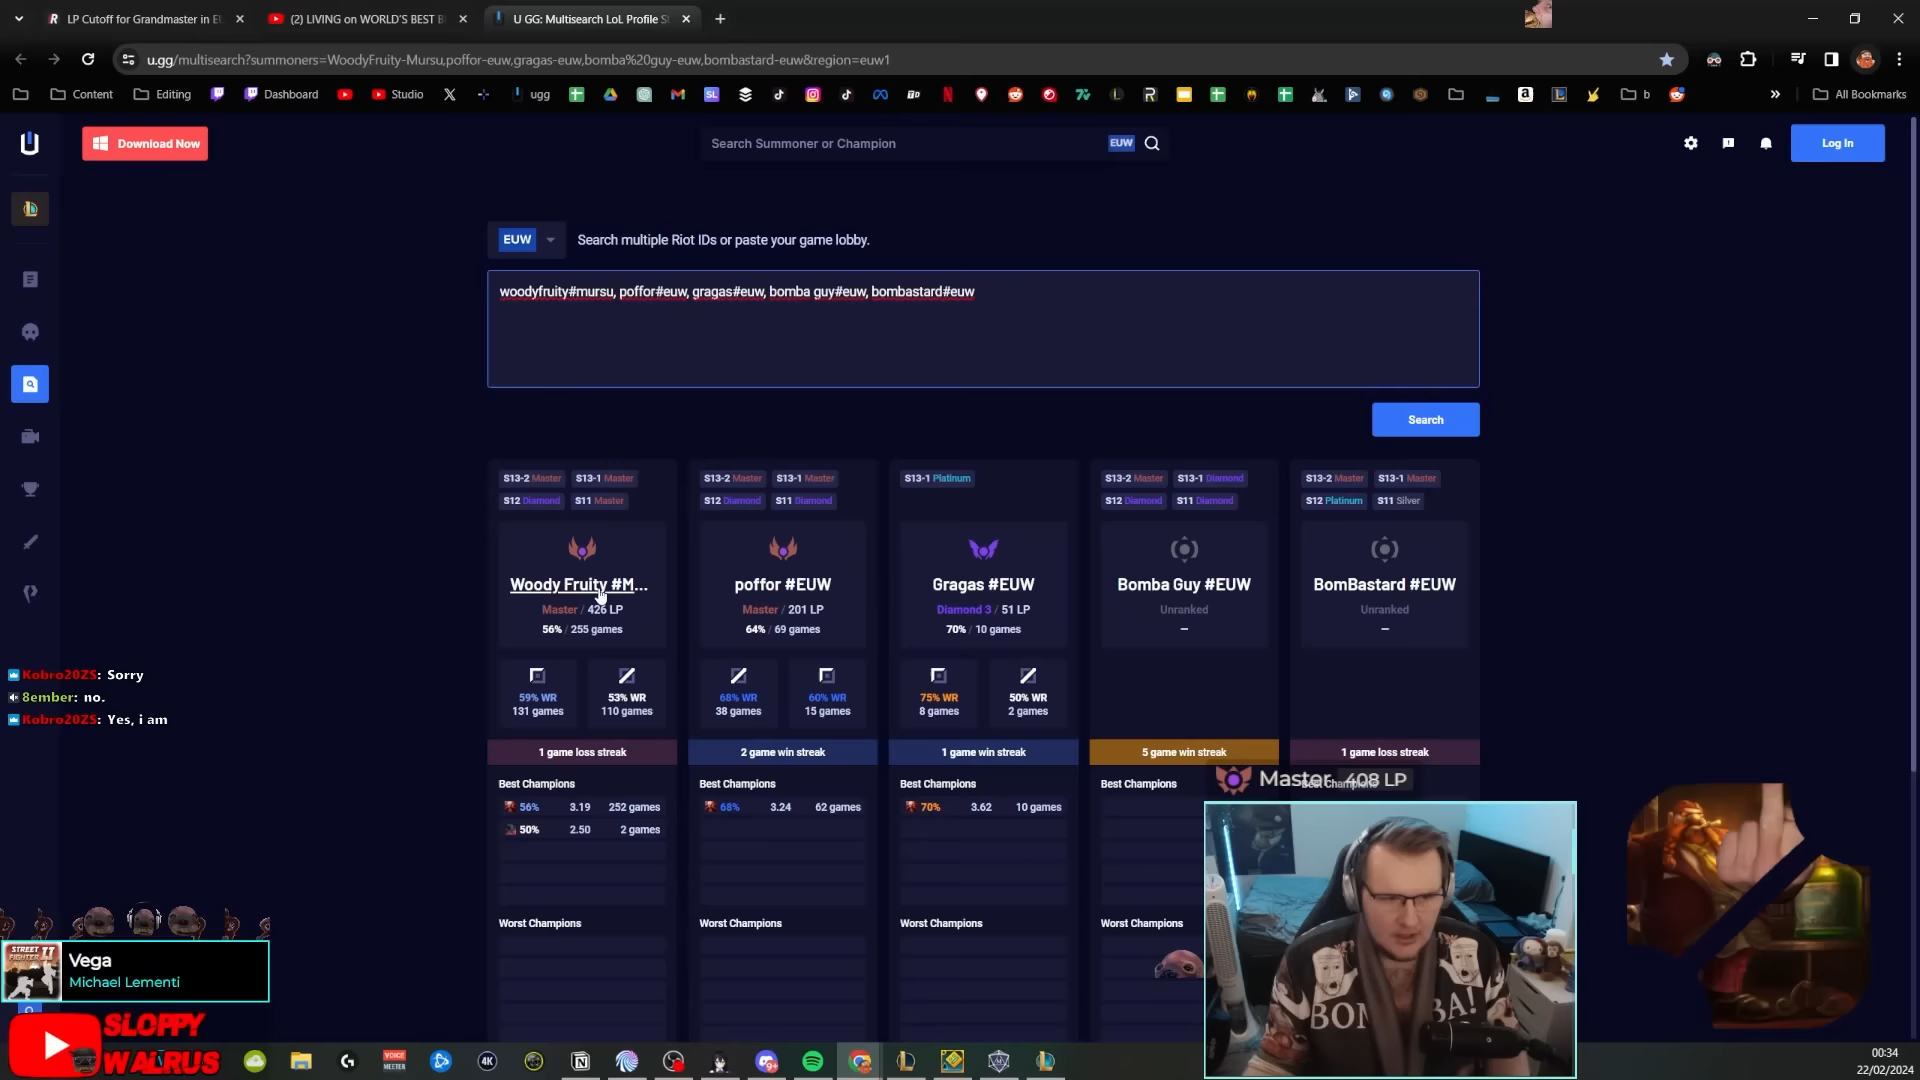 LP Cutoff for Grandmaster in EU
(2) LIVING on WORLD'S BEST B
U GG: Multisearch LoL Profile S
u.gg/multisearch?summoners=WoodyFruity-Mursu,poffor-euw,gragas-euw,bomba%20guy-euw,bombastard-euw&region=euw1
Content
Editing
Dashboard
Studio
ugg
b
All Bookmarks
Download Now
Search Summoner or Champion
EUW
Log In
EUW
Search multiple Riot IDs or paste your game lobby.
woodyfruity#mursu, poffor#euw, gragas#euw, bomba guy#euw, bombastard#euw
Search
S13-2 Master S13-1 Master
S12 Diamond S11 Master
Woody Fruity #M...
Master / 426 LP
56% / 255 games
59% WR 53% WR
131 games 110 games
1 game loss streak
Best Champions
56% 3.19 252 games
50% 2.50 2 games
Worst Champions
S13-2 Master S13-1 Master
S12 Diamond S11 Diamond
poffor #EUW
Master / 201 LP
64% / 69 games
68% WR 60% WR
38 games 15 games
2 game win streak
Best Champions
68% 3.24 62 games
Worst Champions
S13-1 Platinum
Gragas #EUW
Diamond 3 / 51 LP
70% / 10 games
75% WR 50% WR
8 games 2 games
1 game win streak
Best Champions
70% 3.62 10 games
Worst Champions
S13-2 Master S13-1 Diamond
S12 Diamond S11 Diamond
Bomba Guy #EUW
Unranked
–
5 game win streak
Best Champions
Worst Champions
S13-2 Master S13-1 Master
S12 Platinum S11 Silver
BomBastard #EUW
Unranked
–
1 game loss streak
Best Champions
Master 408 LP
Kobro20ZS: Sorry
8ember: no.
Kobro20ZS: Yes, i am
STREET
FIGHTER II
Vega
Michael Lementi
SLOPPY
WALRUS
VOICE
MEETER
4K
9+
00:34
22/02/2024